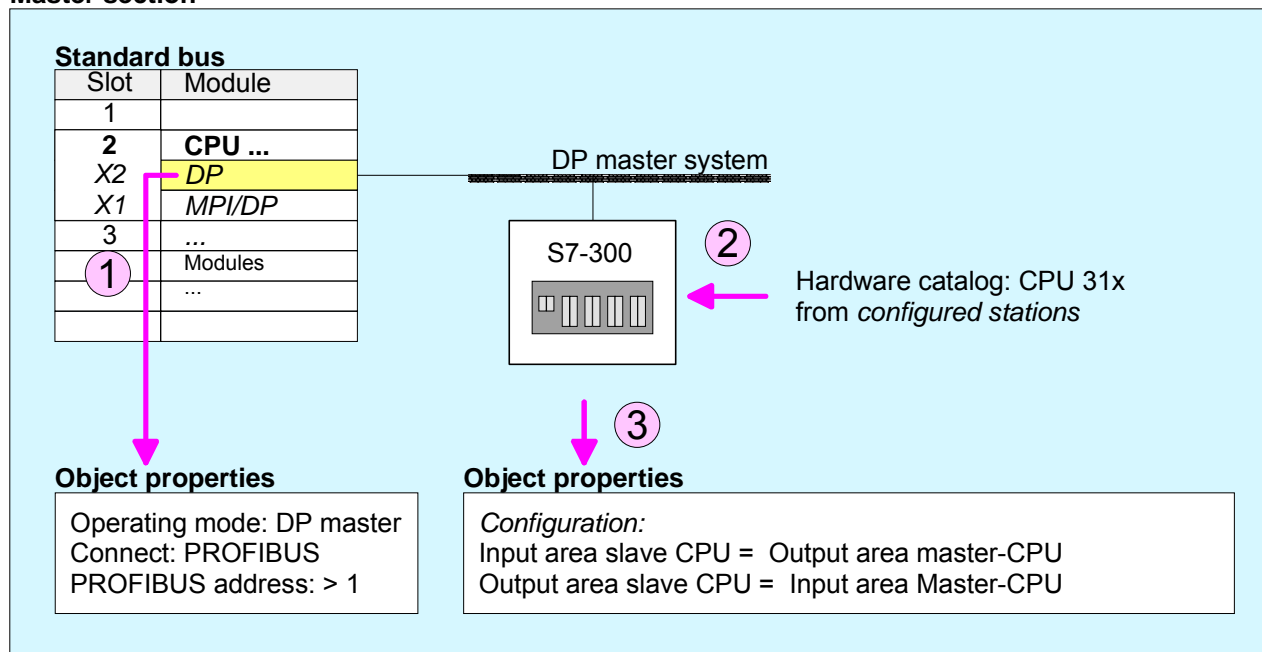 Master section
Standard bus
Slot Module
1
2 CPU ...
X2 DP
X1 MPI/DP
3 ...
1 Modules
...
DP master system
S7-300
2
Hardware catalog: CPU 31x
from configured stations
3
Object properties
Operating mode: DP master
Connect: PROFIBUS
PROFIBUS address: > 1
Object properties
Configuration:
Input area slave CPU = Output area master-CPU
Output area slave CPU = Input area Master-CPU